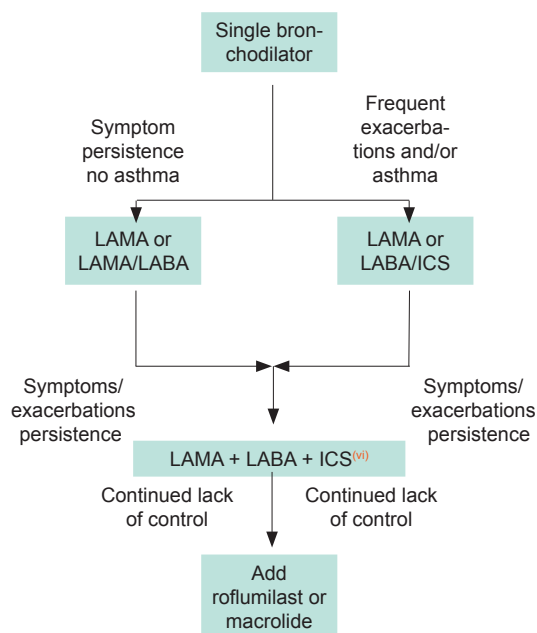 Single bron-
chodilator
Symptom
persistence
no asthma
Frequent
exacerba-
tions and/or
asthma
LAMA or
LAMA/LABA
LAMA or
LABA/ICS
Symptoms/
exacerbations
persistence
Symptoms/
exacerbations
persistence
LAMA + LABA + ICS(vi)
Continued lack
of control
Continued lack
of control
Add
roflumilast or
macrolide